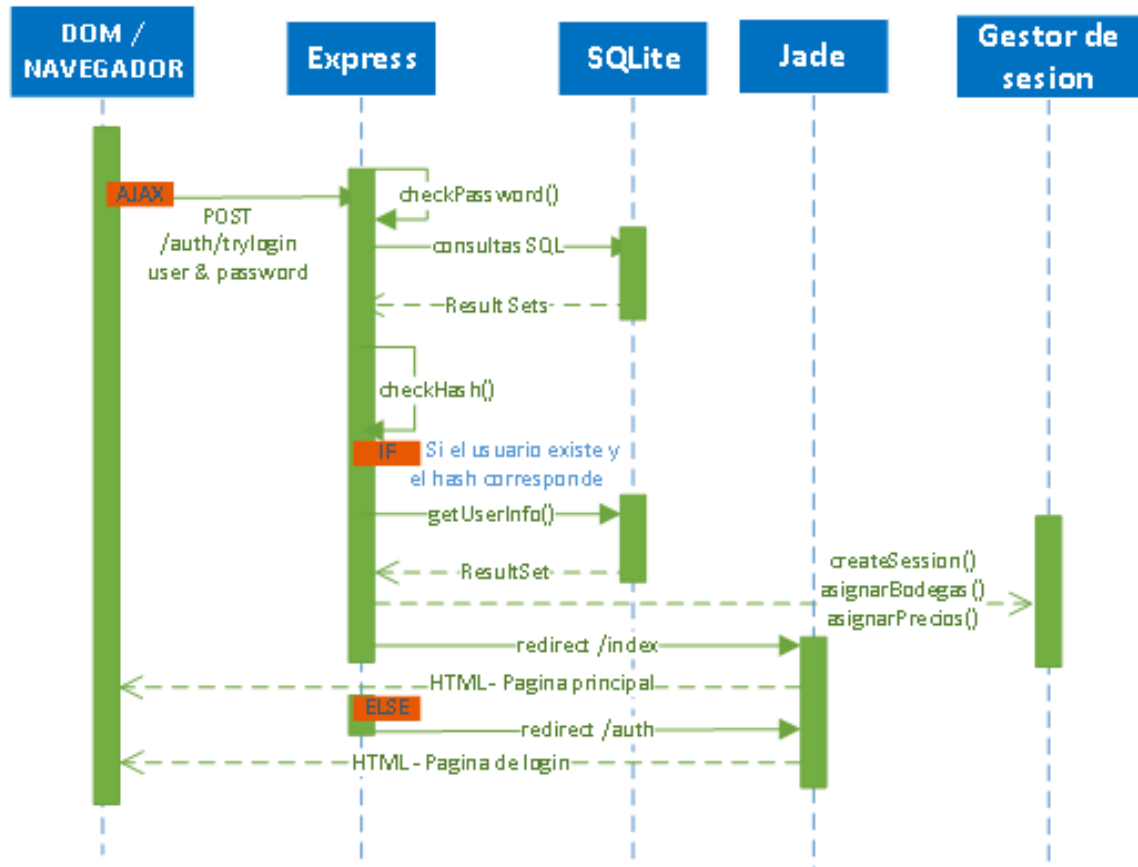 DOM /
NAVEGADOR
Express
SQLite
Jade
Gestor de
sesion
AJAX
POST
/auth/trylogin
user & password
checkPassword()
consultas SQL
Result Sets
checkHash()
IF
Si el usuario existe y
el hash corresponde
getUserInfo()
ResultSet
createSession()
asignarBodegas()
asignarPrecios()
redirect /index
HTML- Pagina principal
ELSE
redirect /auth
HTML - Pagina de login